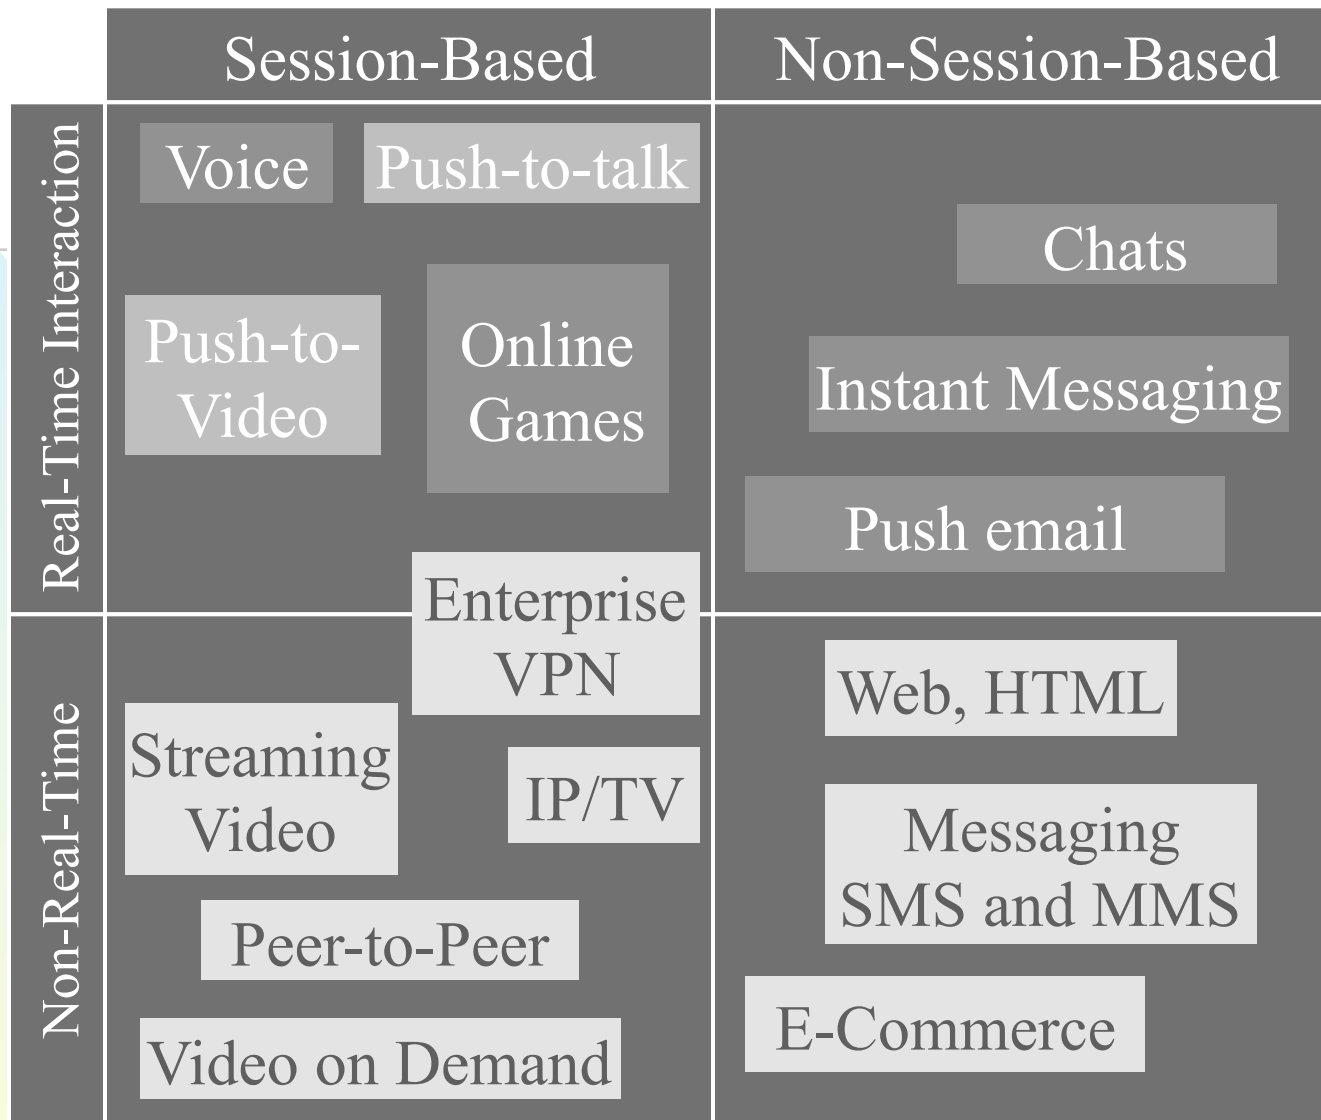 Session-Based
Non-Session-Based
Real-Time Interaction
Voice
Push-to-talk
Push-to-
Video
Online
Games
Chats
Instant Messaging
Push email
Enterprise
VPN
Non-Real-Time
Streaming
Video
IP/TV
Peer-to-Peer
Video on Demand
Web, HTML
Messaging
SMS and MMS
E-Commerce